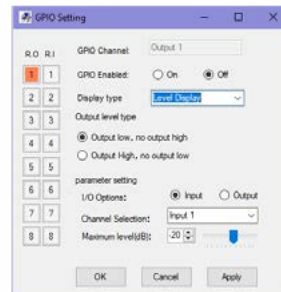 GPIO Setting
R.O R.I
GPIO Channel: Output 1
1 1
GPIO Enabled: On Off
2 2
Display type Level Display
3 3
Output level type
4 4
Output low, no output high
Output High, no output low
5 5
parameter setting
6 6
I/O Options: Input Output
7 7
Channel Selection: Input 1
8 8
Maximum level(dB): -20
OK Cancel Apply